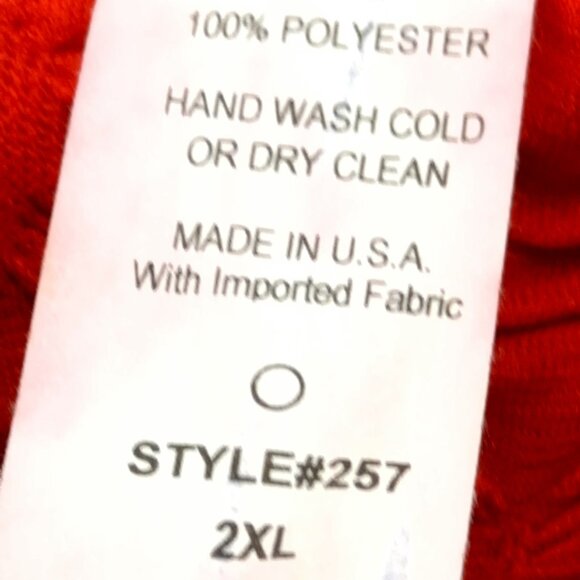 100% POLYESTER
HAND WASH COLD
OR DRY CLEAN
MADE IN U.S.A.
With Imported Fabric
STYLE#257
2XL